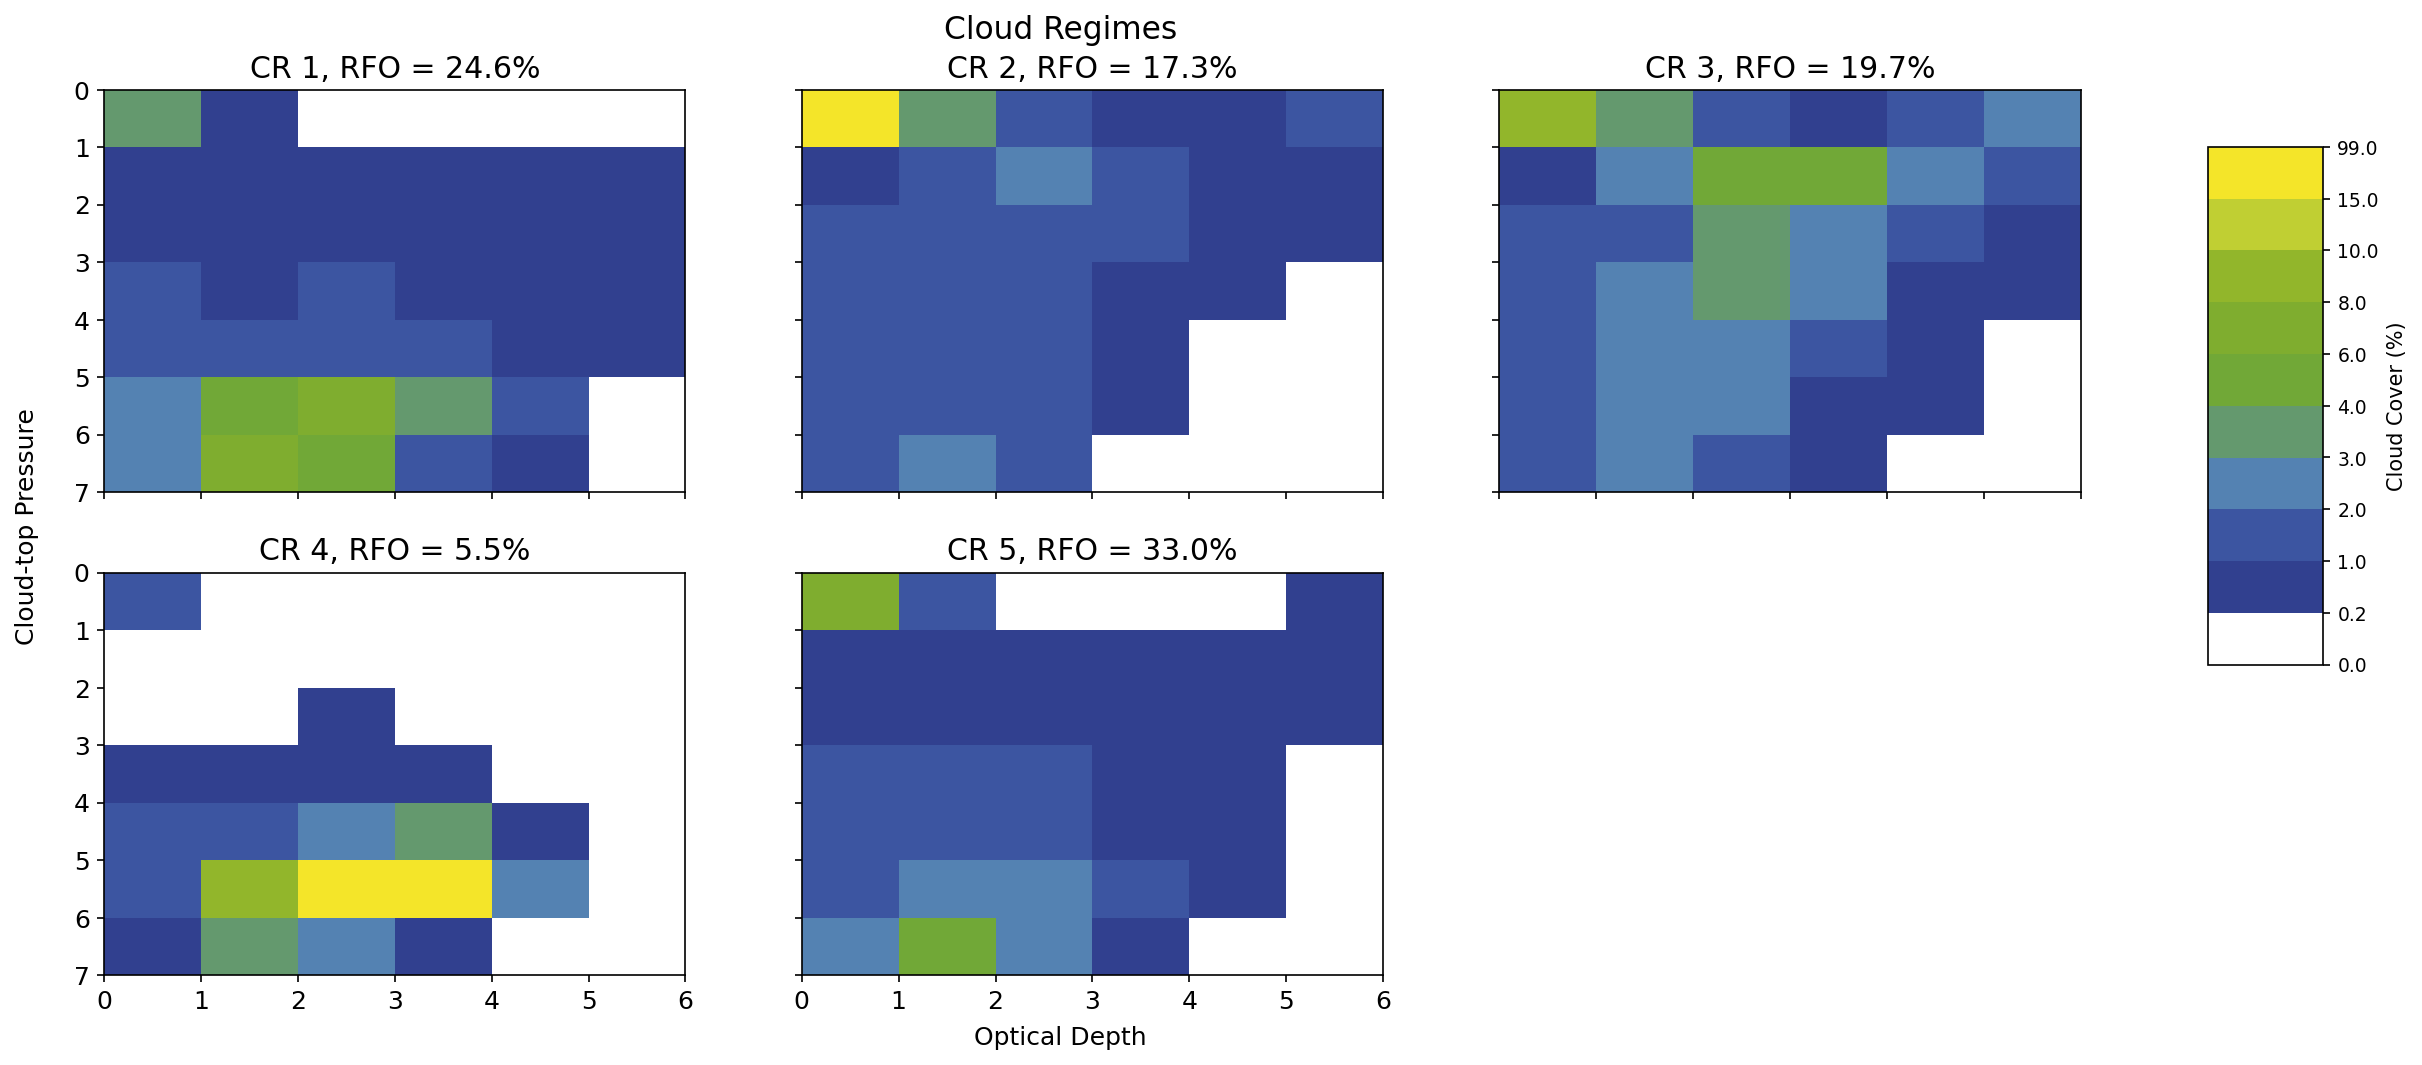 Cloud Regimes
CR 1, RFO = 24.6%
CR 2, RFO = 17.3%
CR 3, RFO = 19.7%
0
1
2
3
4
5
6
7
CR 4, RFO = 5.5%
CR 5, RFO = 33.0%
0
1
2
3
4
5
6
7
0 1 2 3 4 5 6
0 1 2 3 4 5 6
Cloud-top Pressure
Optical Depth
99.0
15.0
10.0
8.0
6.0
4.0
3.0
2.0
1.0
0.2
0.0
Cloud Cover (%)